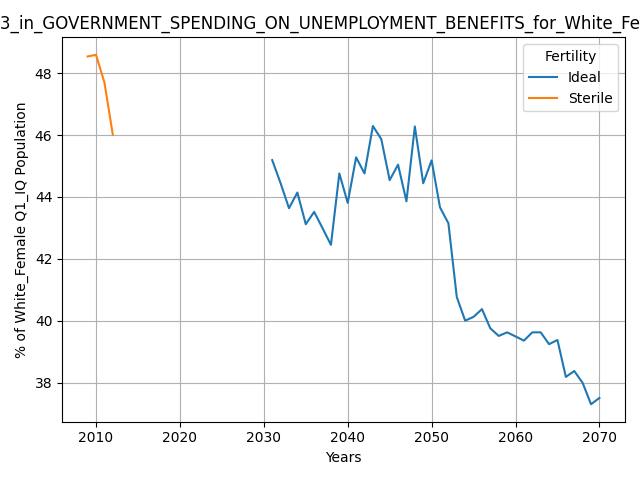 3_in_GOVERNMENT_SPENDING_ON_UNEMPLOYMENT_BENEFITS_for_White_Fe
Fertility
Ideal
Sterile
% of White_Female Q1_IQ Population
48
46
44
42
40
38
2010 2020 2030 2040 2050 2060 2070
Years